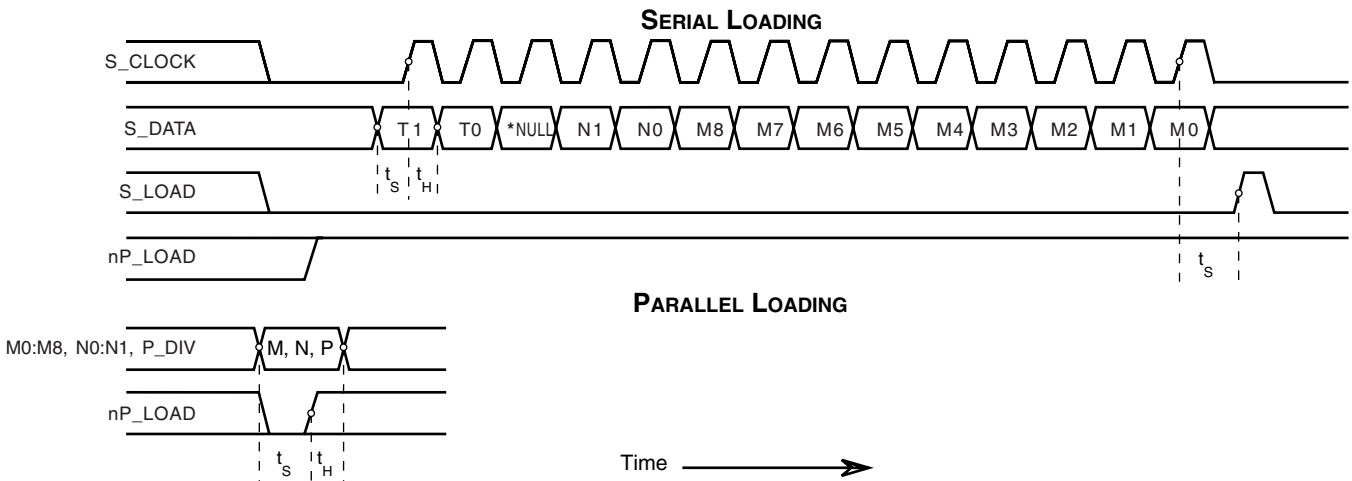 SERIAL LOADING
S_CLOCK
S_DATA T1 T0 *NULL N1 N0 M8 M7 M6 M5 M4 M3 M2 M1 M0
tS tH
S_LOAD
nP_LOAD
tS
PARALLEL LOADING
M0:M8, N0:N1, P_DIV M, N, P
nP_LOAD
tS tH
Time